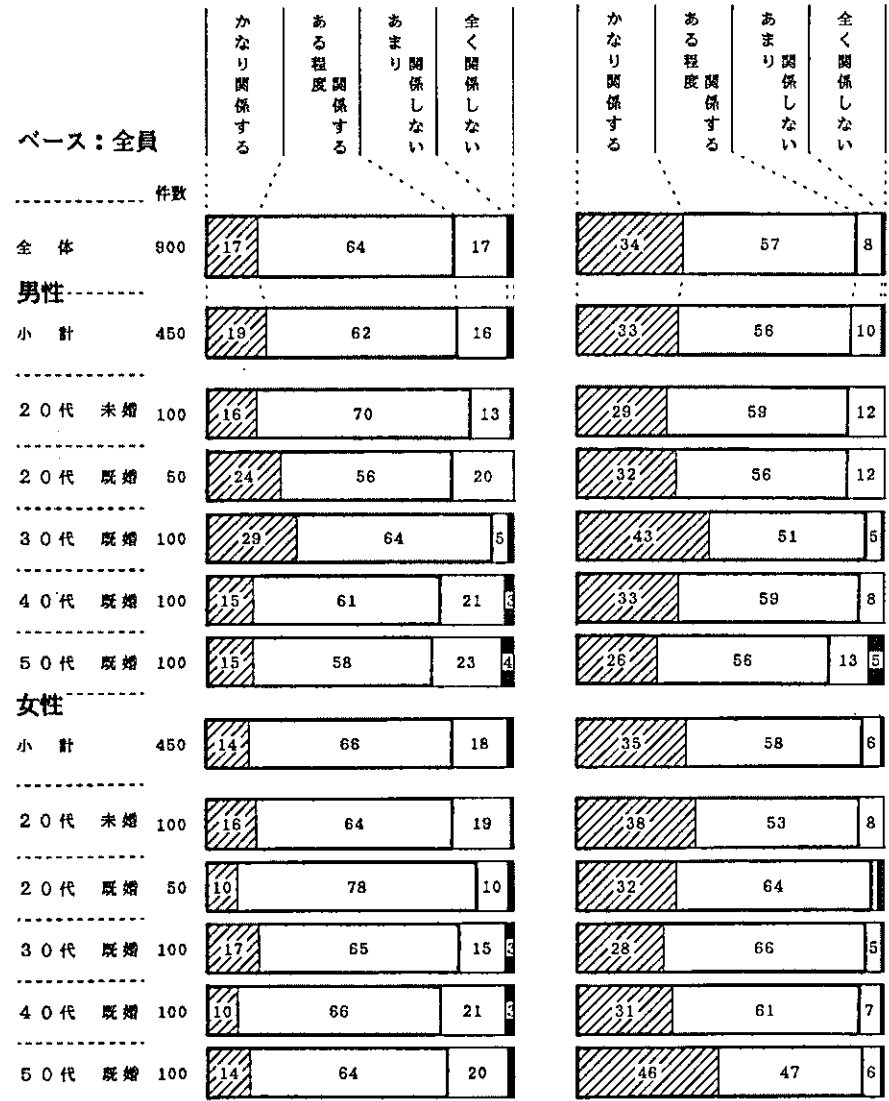 かなり関係する
ある程度関係する
あまり関係しない
全く関係しない
かなり関係する
ある程度関係する
あまり関係しない
全く関係しない
ベース：全員
件数
全体 900 17 64 17 34 57 8
男性
小計 450 19 62 16 33 56 10
20代 未婚 100 16 70 13 29 59 12
20代 既婚 50 24 56 20 32 56 12
30代 既婚 100 29 64 5 43 51 5
40代 既婚 100 15 61 21 3 33 59 8
50代 既婚 100 15 58 23 4 26 56 13 5
女性
小計 450 14 66 18 35 58 6
20代 未婚 100 16 64 19 38 53 8
20代 既婚 50 10 78 10 32 64
30代 既婚 100 17 65 15 3 28 66 5
40代 既婚 100 10 66 21 3 31 61 7
50代 既婚 100 14 64 20 46 47 6